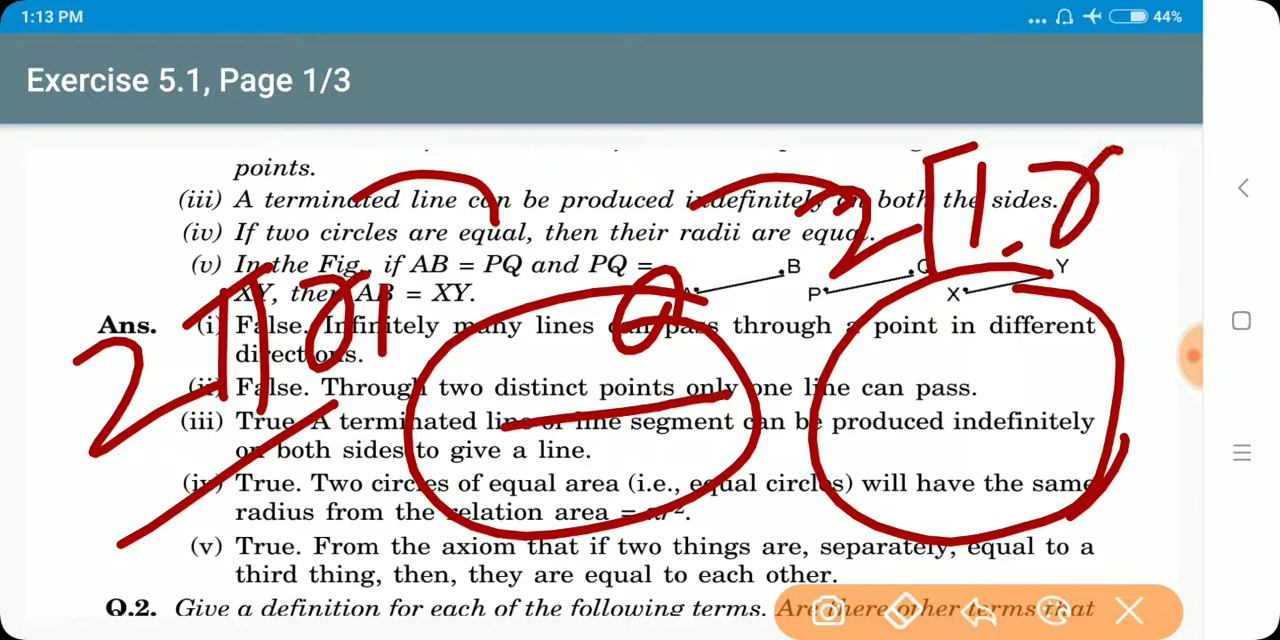 1:13 PM
44%
Exercise 5.1, Page 1/3
points.
(iii) A terminated line can be produced indefinitely on both the sides.
(iv) If two circles are equal, then their radii are equal.
(v) In the Fig., if AB = PQ and PQ =
XY, then AB = XY.
A B P Q X Y
Ans. (i) False. Infinitely many lines can pass through a point in different
directions.
(ii) False. Through two distinct points only one line can pass.
(iii) True. A terminated line or line segment can be produced indefinitely
on both sides to give a line.
(iv) True. Two circles of equal area (i.e., equal circles) will have the same
radius from the relation area = πr².
(v) True. From the axiom that if two things are, separately, equal to a
third thing, then, they are equal to each other.
Q.2. Give a definition for each of the following terms. Are there other terms that